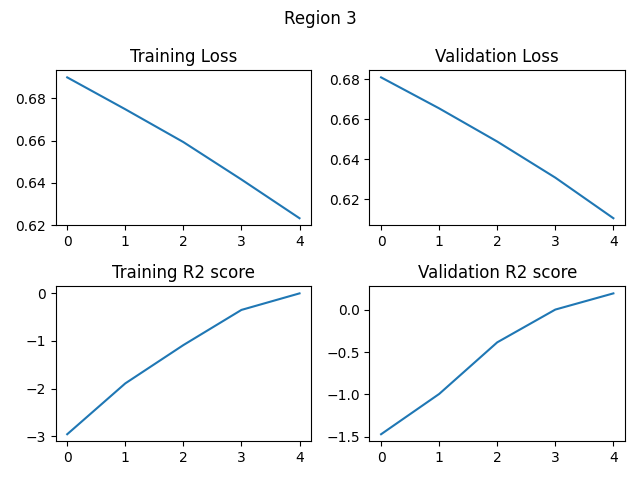 Region 3
Training Loss
0.68
0.66
0.64
0.62
0 1 2 3 4
Validation Loss
0.68
0.66
0.64
0.62
0 1 2 3 4
Training R2 score
0
−1
−2
−3
0 1 2 3 4
Validation R2 score
0.0
−0.5
−1.0
−1.5
0 1 2 3 4